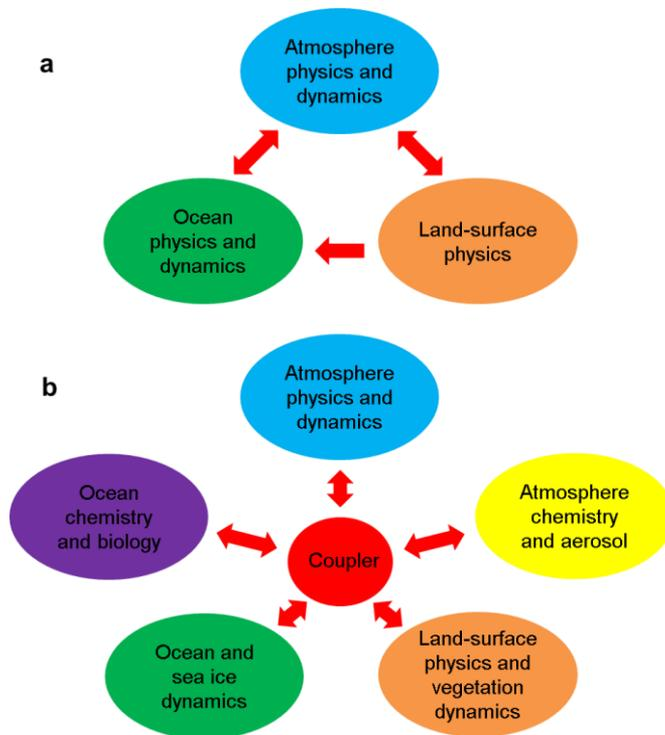 a
Atmosphere
physics and
dynamics
Ocean
physics and
dynamics
Land-surface
physics
b
Atmosphere
physics and
dynamics
Ocean
chemistry
and biology
Atmosphere
chemistry
and aerosol
Coupler
Ocean and
sea ice
dynamics
Land-surface
physics and
vegetation
dynamics